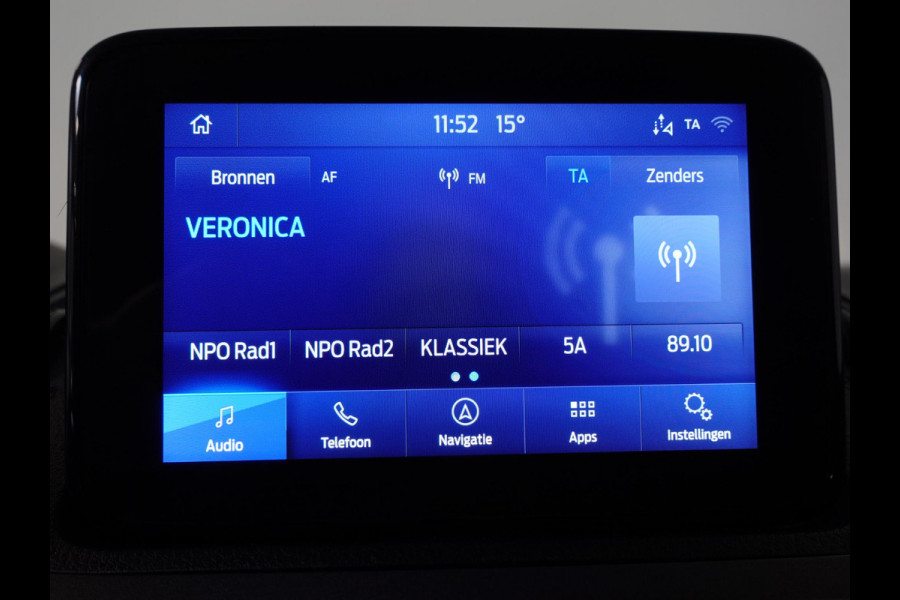 11:52 15° TA
Bronnen AF FM TA Zenders
VERONICA
NPO Rad1 NPO Rad2 KLASSIEK 5A 89.10
Audio Telefoon Navigatie Apps Instellingen